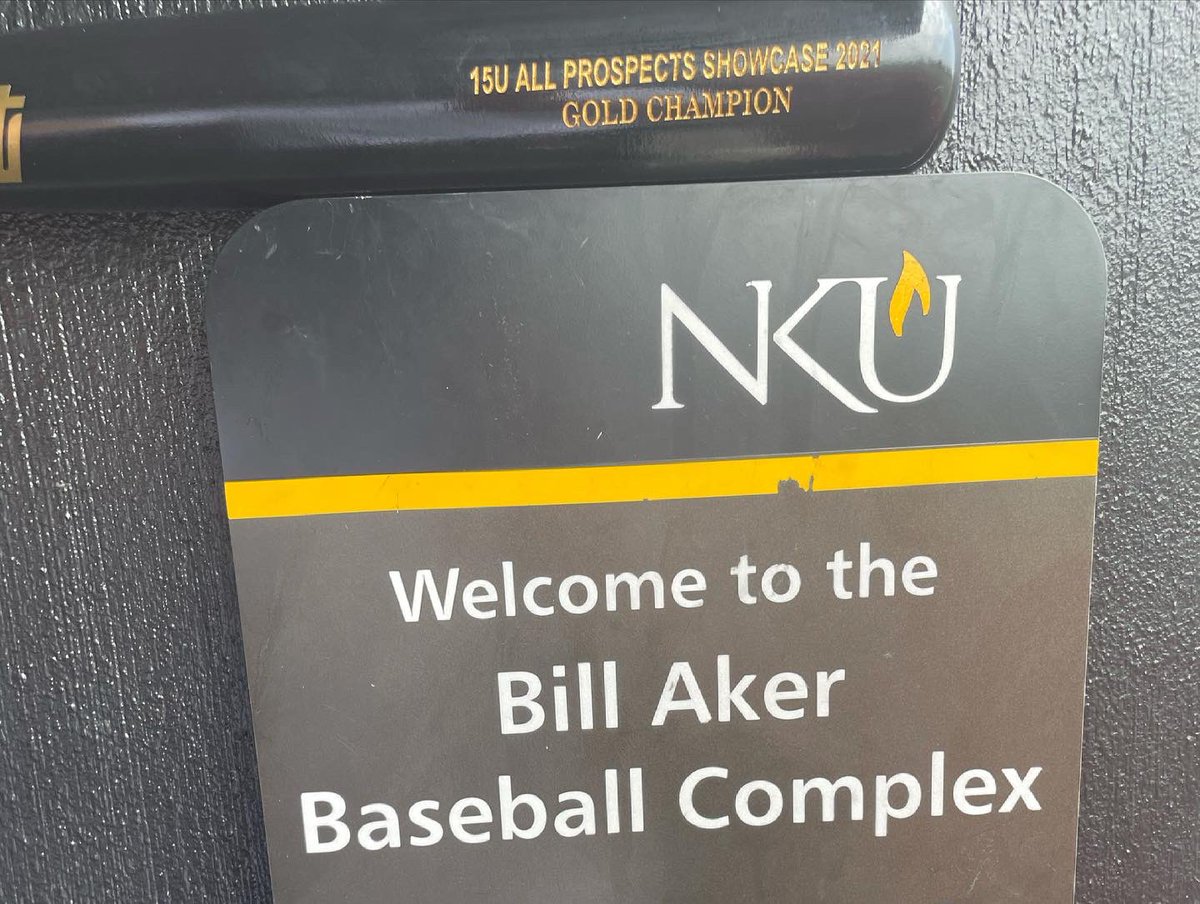 15U ALL PROSPECTS SHOWCASE 2021
GOLD CHAMPION
NKU
Welcome to the
Bill Aker
Baseball Complex